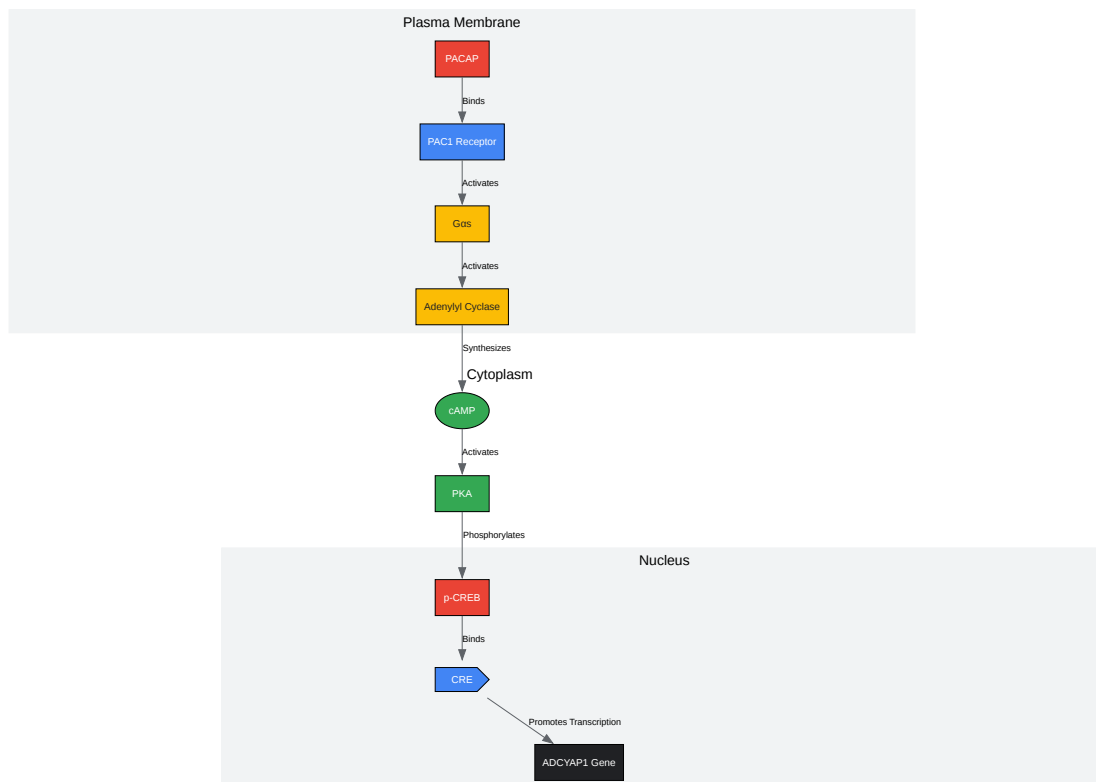 Plasma Membrane
PACAP
Binds
PAC1 Receptor
Activates
Gαs
Activates
Adenylyl Cyclase
Synthesizes
Cytoplasm
cAMP
Activates
PKA
Phosphorylates
Nucleus
p-CREB
Binds
CRE
Promotes Transcription
ADCYAP1 Gene